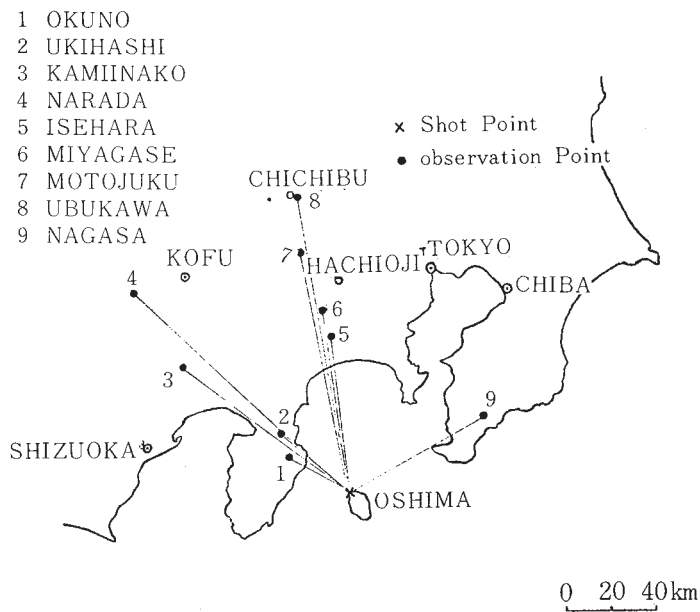 1 OKUNO
2 UKIHASHI
3 KAMIINAKO
4 NARADA
5 ISEHARA
6 MIYAGASE
7 MOTOJUKU
8 UBUKAWA
9 NAGASA
× Shot Point
● observation Point
CHICHIBU
8
7
HACHIOJI
TOKYO
KOFU
4
CHIBA
6
5
3
9
2
SHIZUOKA
1
OSHIMA
0 20 40km